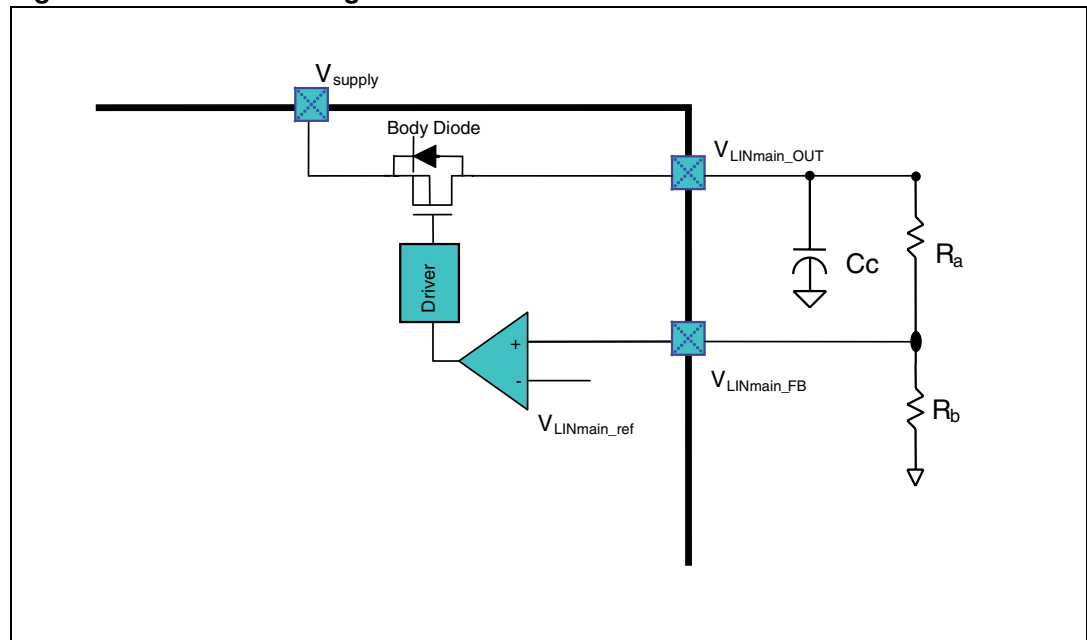 V_supply
Body Diode
V_LINmain_OUT
Cc
R_a
Driver
+
-
V_LINmain_FB
V_LINmain_ref
R_b